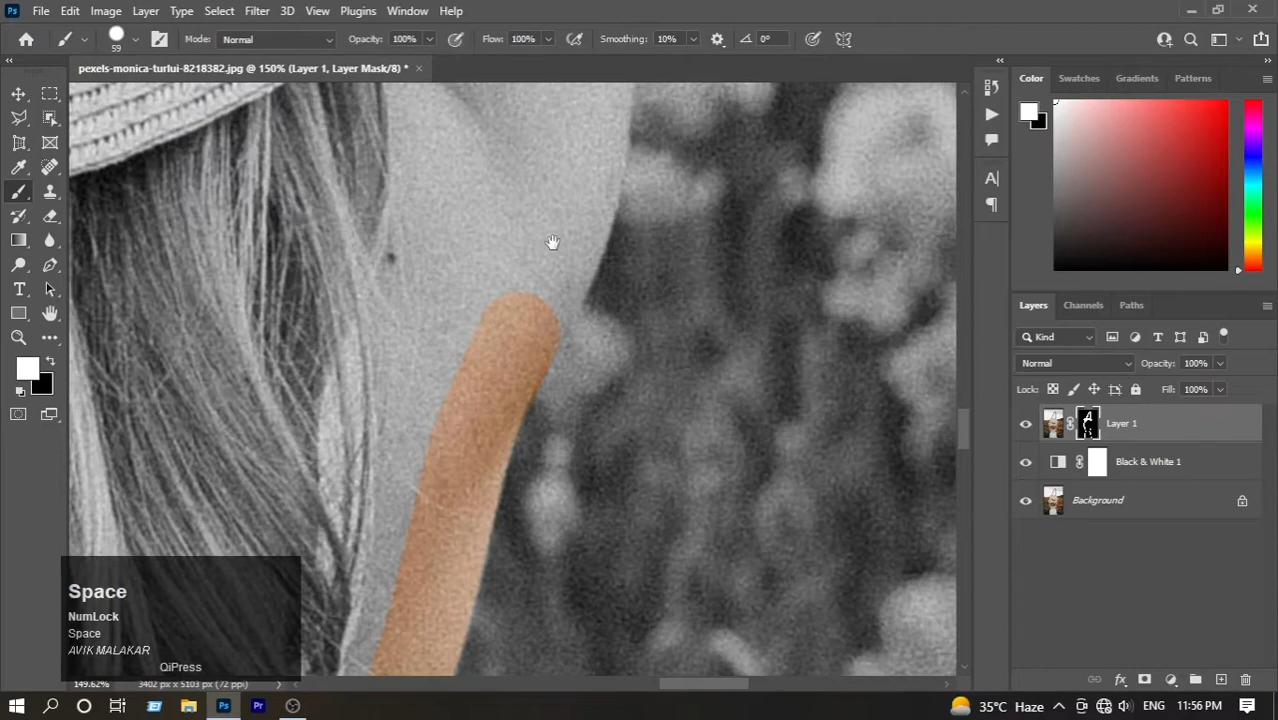 Ps File Edit Image Layer Type Select Filter 3D View Plugins Window Help
59 Mode: Normal Opacity: 100% Flow: 100% Smoothing: 10% 0°
pexels-monica-turlui-8218382.jpg @ 150% (Layer 1, Layer Mask/8) * ×
Color Swatches Gradients Patterns
Layers Channels Paths
Kind
Normal Opacity: 100%
Lock: Fill: 100%
Layer 1
Black & White 1
Background
Space
NumLock
Space
AVIK MALAKAR
QiPress
149.62% 3402 px x 5103 px (72 ppi)
Ps Pr 35°C Haze ENG 11:56 PM